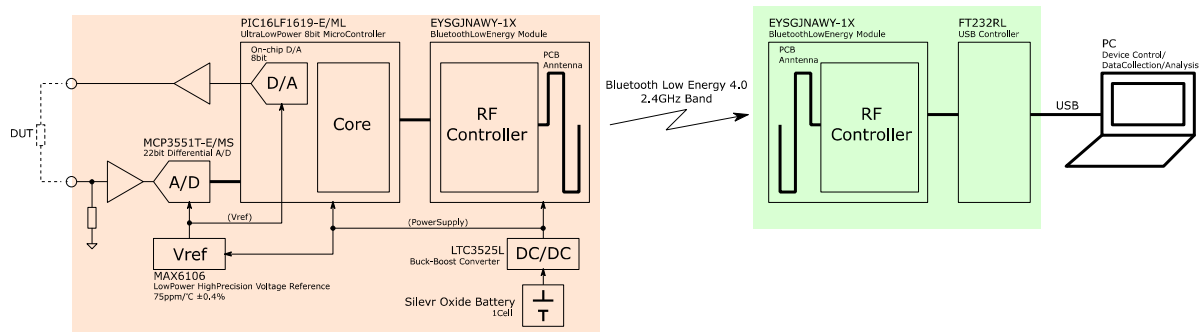 PIC16LF1619-E/ML
UltraLowPower 8bit MicroController
On-chip D/A
8bit
D/A
Core
EYSGJNAWY-1X
BluetoothLowEnergy Module
PCB
Anntenna
RF
Controller
DUT
MCP3551T-E/MS
22bit Differential A/D
A/D
(Vref)
(PowerSupply)
Vref
MAX6106
LowPower HighPrecision Voltage Reference
75ppm/℃ ±0.4%
LTC3525L
Buck-Boost Converter
DC/DC
Silevr Oxide Battery
1Cell
Bluetooth Low Energy 4.0
2.4GHz Band
EYSGJNAWY-1X
BluetoothLowEnergy Module
PCB
Anntenna
RF
Controller
FT232RL
USB Controller
USB
PC
Device Control/
DataCollection/Analysis